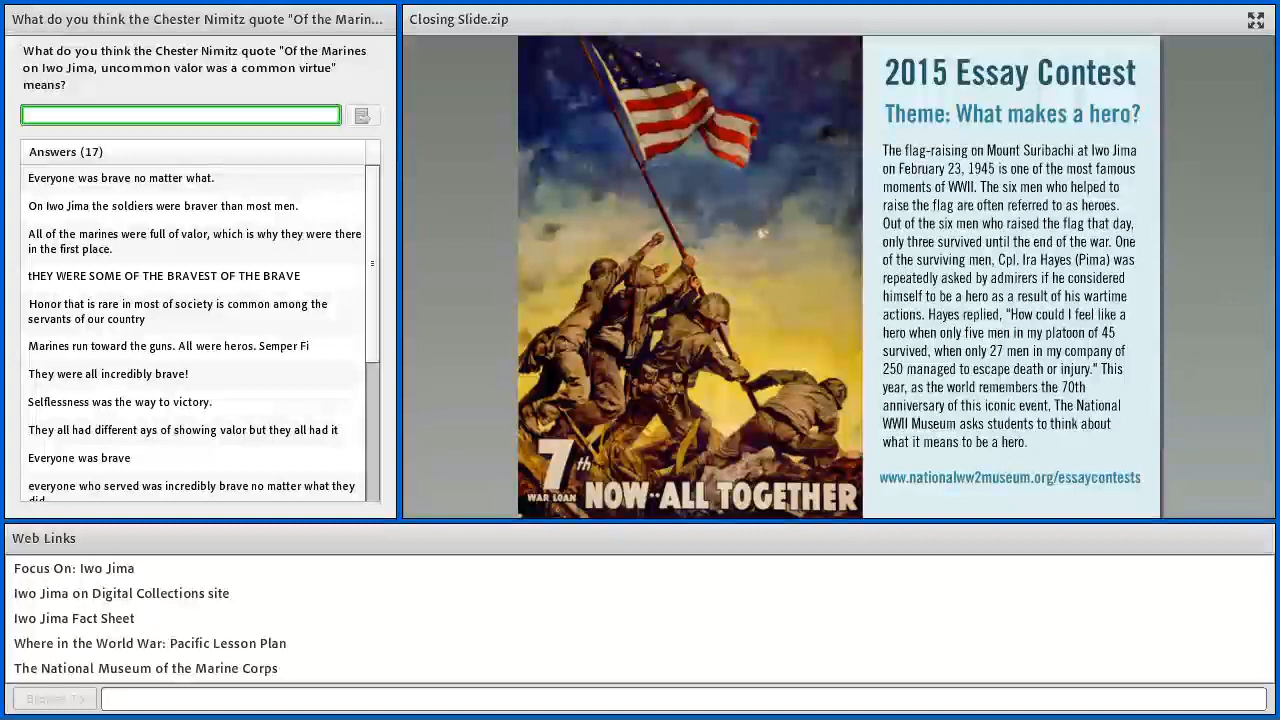 What do you think the Chester Nimitz quote "Of the Marin...
What do you think the Chester Nimitz quote "Of the Marines
on Iwo Jima, uncommon valor was a common virtue"
means?
Answers (17)
Everyone was brave no matter what.
On Iwo Jima the soldiers were braver than most men.
All of the marines were full of valor, which is why they were there
in the first place.
tHEY WERE SOME OF THE BRAVEST OF THE BRAVE
Honor that is rare in most of society is common among the
servants of our country
Marines run toward the guns. All were heros. Semper Fi
They were all incredibly brave!
Selflessness was the way to victory.
They all had different ays of showing valor but they all had it
Everyone was brave
everyone who served was incredibly brave no matter what they
did
Closing Slide.zip
7th
WAR LOAN
NOW··ALL TOGETHER
2015 Essay Contest
Theme: What makes a hero?
The flag-raising on Mount Suribachi at Iwo Jima
on February 23, 1945 is one of the most famous
moments of WWII. The six men who helped to
raise the flag are often referred to as heroes.
Out of the six men who raised the flag that day,
only three survived until the end of the war. One
of the surviving men, Cpl. Ira Hayes (Pima) was
repeatedly asked by admirers if he considered
himself to be a hero as a result of his wartime
actions. Hayes replied, "How could I feel like a
hero when only five men in my platoon of 45
survived, when only 27 men in my company of
250 managed to escape death or injury." This
year, as the world remembers the 70th
anniversary of this iconic event, The National
WWII Museum asks students to think about
what it means to be a hero.
www.nationalww2museum.org/essaycontests
Web Links
Focus On: Iwo Jima
Iwo Jima on Digital Collections site
Iwo Jima Fact Sheet
Where in the World War: Pacific Lesson Plan
The National Museum of the Marine Corps
Browse To